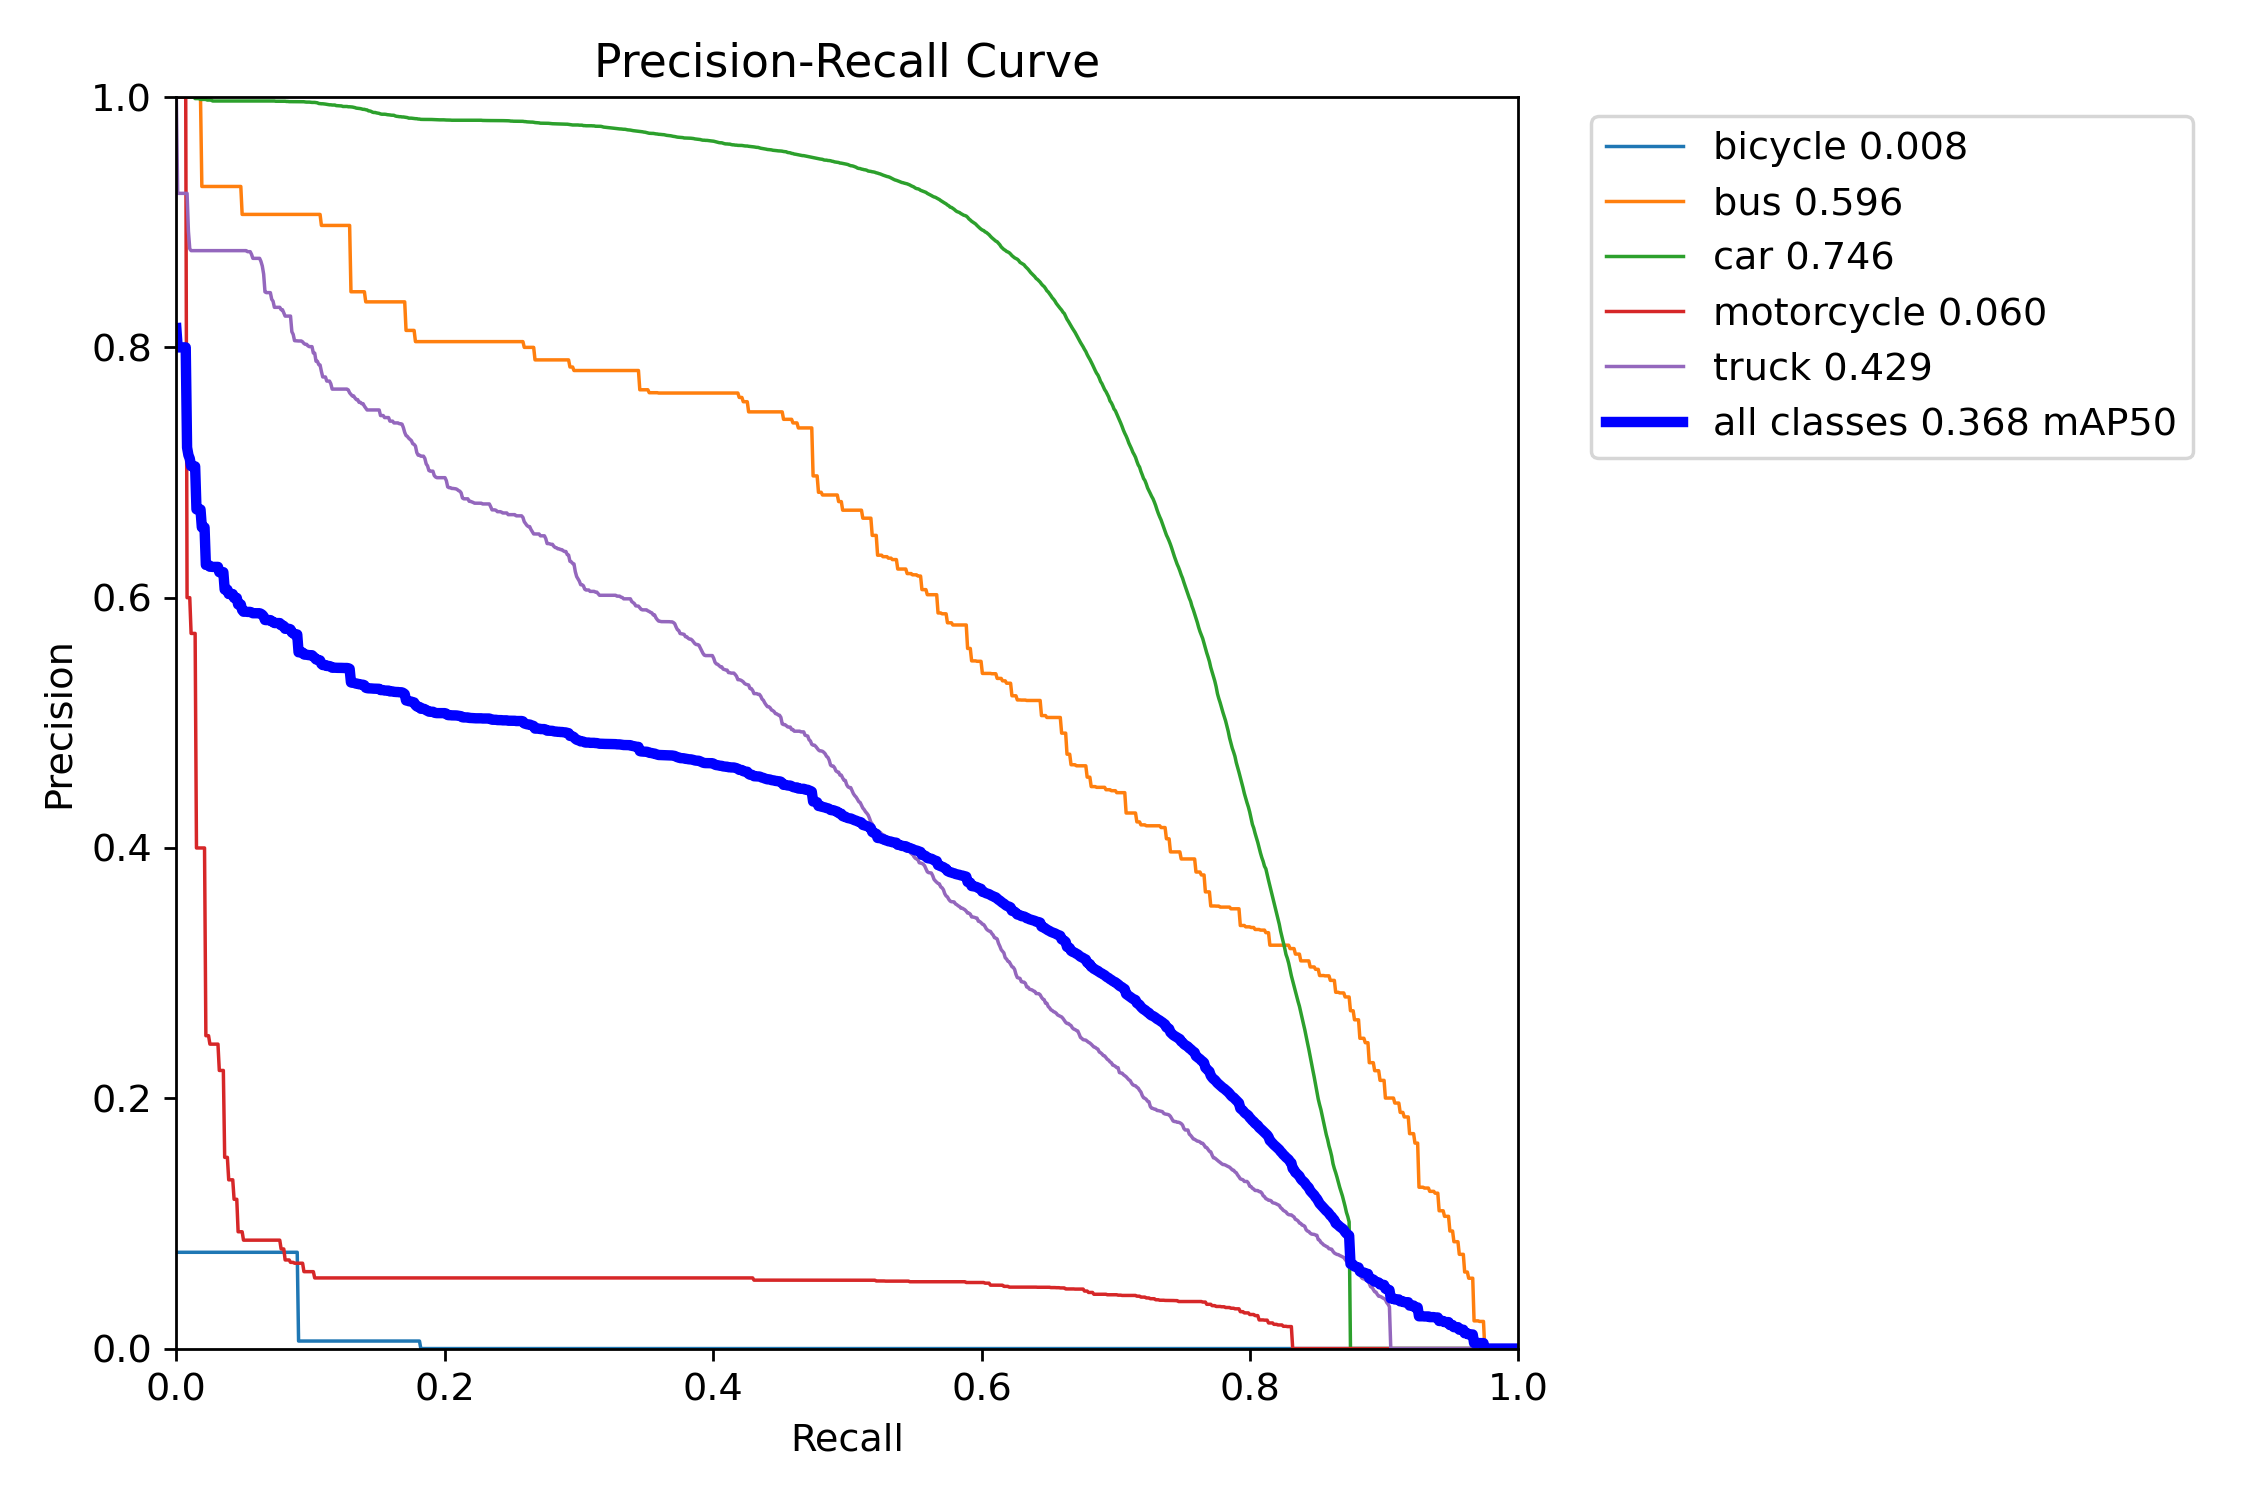 Precision-Recall Curve
1.0
0.8
0.6
0.4
0.2
0.0
Precision
0.0 0.2 0.4 0.6 0.8 1.0
Recall
bicycle 0.008
bus 0.596
car 0.746
motorcycle 0.060
truck 0.429
all classes 0.368 mAP50